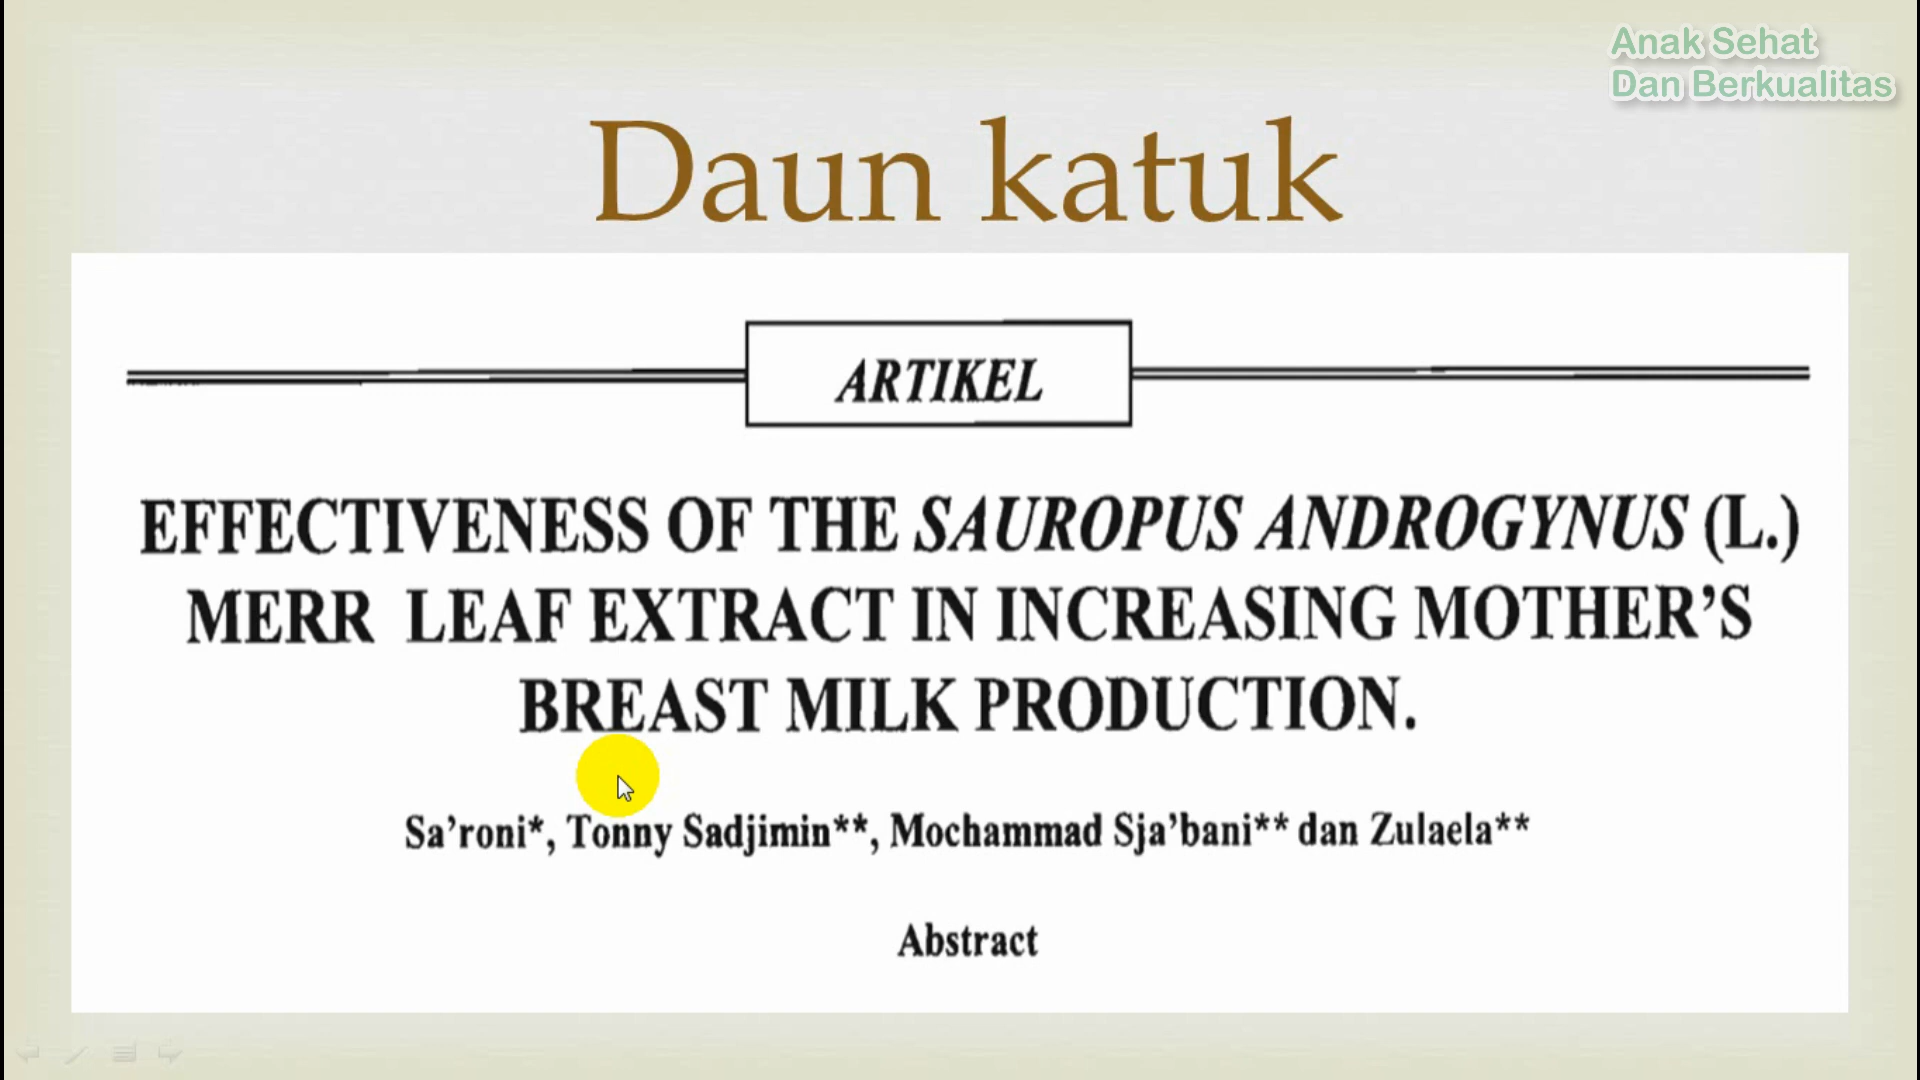 Anak Sehat
Dan Berkualitas
Daun katuk
ARTIKEL
EFFECTIVENESS OF THE SAUROPUS ANDROGYNUS (L.)
MERR LEAF EXTRACT IN INCREASING MOTHER'S
BREAST MILK PRODUCTION.
Sa'roni*, Tonny Sadjimin**, Mochammad Sja'bani** dan Zulaela**
Abstract